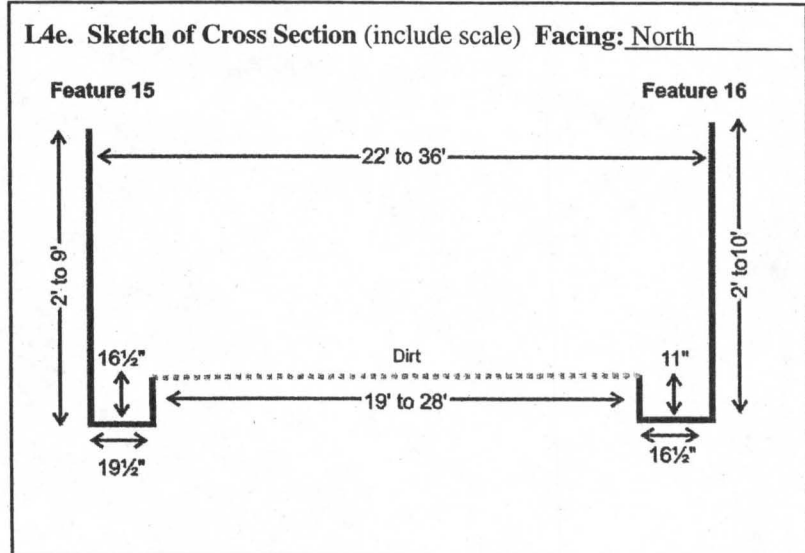 L4e. Sketch of Cross Section (include scale) Facing: North
Feature 15
Feature 16
22' to 36'
2' to 9'
2' to10'
16½"
Dirt
11"
19' to 28'
19½"
16½"